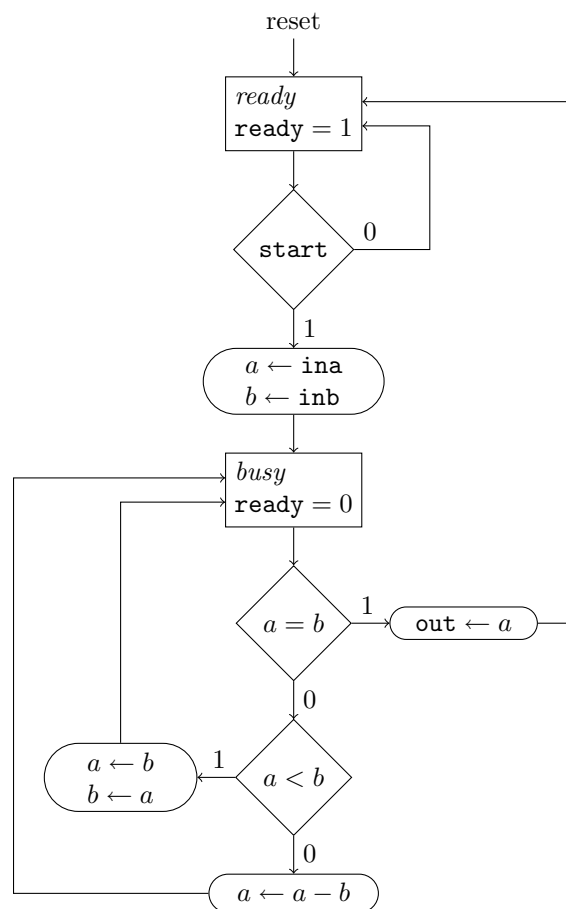 reset
ready
ready = 1
start
0
1
a ← ina
b ← inb
busy
ready = 0
a = b
1
out ← a
0
a < b
1
a ← b
b ← a
0
a ← a − b